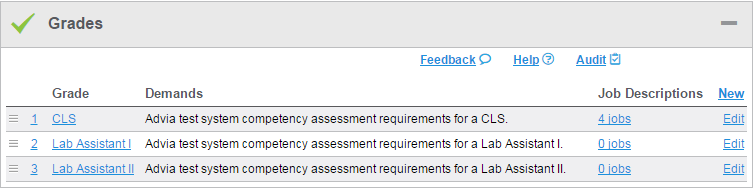 Grades
Feedback Help Audit
Grade Demands Job Descriptions New
1 CLS Advia test system competency assessment requirements for a CLS. 4 jobs Edit
2 Lab Assistant I Advia test system competency assessment requirements for a Lab Assistant I. 0 jobs Edit
3 Lab Assistant II Advia test system competency assessment requirements for a Lab Assistant II. 0 jobs Edit